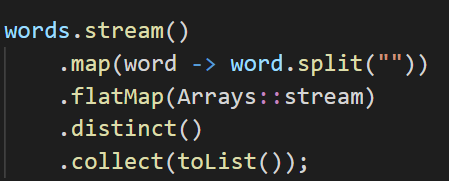 words.stream()
.map(word -> word.split(""))
.flatMap(Arrays::stream)
.distinct()
.collect(toList());